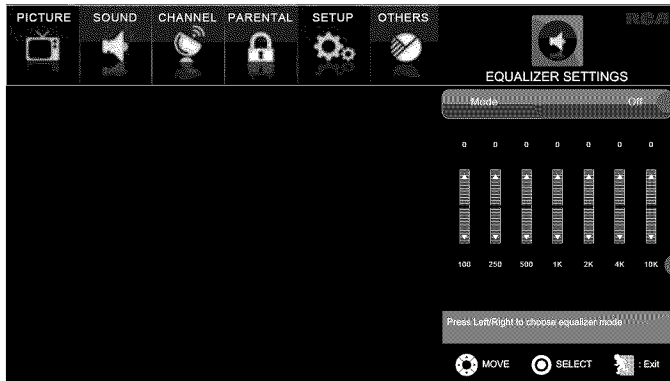 PICTURE SOUND CHANNEL PARENTAL SETUP OTHERS
RCA
EQUALIZER SETTINGS
Mode Off
0 0 0 0 0 0 0
100 250 500 1K 2K 4K 10K
Press Left/Right to choose equalizer mode
MOVE SELECT : Exit